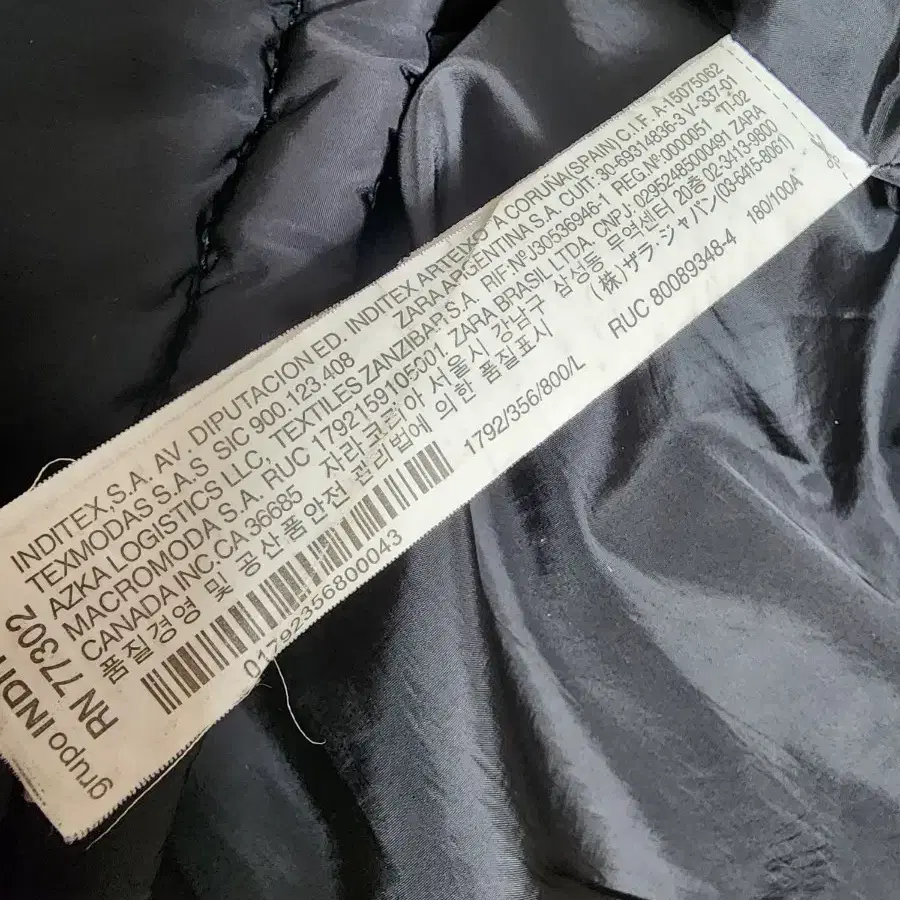 grupo INDI
RN 77302
INDITEX,S.A. AV. DIPUTACION ED. INDITEX ARTEIXO A CORUÑA(SPAIN) C.I.F. A-15075062
TEXMODAS S.A.S SIC 900.123.408 ZARA ARGENTINA S.A. CUIT: 30-69314836-3 V-337-01
AZKA LOGISTICS LLC, TEXTILES ZANZIBAR S.A. RIF:NºJ30536946-1 REG Nº:0000051 TI-02
MACROMODA S.A. RUC 1792159105001. ZARA BRASIL LTDA. CNPJ: 02952485000491 ZARA
CANADA INC.CA 36685 자라코리아 서울시 강남구 삼성동 무역센터 20층 02-3413-9800
품질경영 및 공산품안전 관리법에 의한 품질표시 (株)ザラ・ジャパン(03-6415-8061)
1792/356/800/L RUC 80089348-4 180/100A
01792356800043